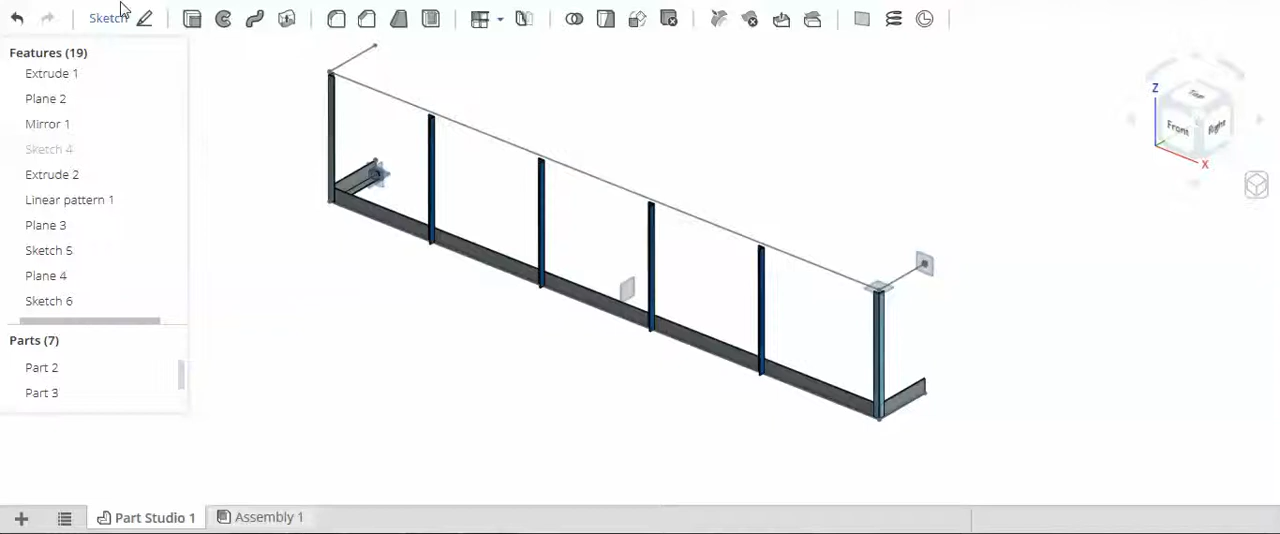 Sketch
Features (19)
Extrude 1
Plane 2
Mirror 1
Sketch 4
Extrude 2
Linear pattern 1
Plane 3
Sketch 5
Plane 4
Sketch 6
Parts (7)
Part 2
Part 3
Z
Top
Front
Right
X
Part Studio 1
Assembly 1